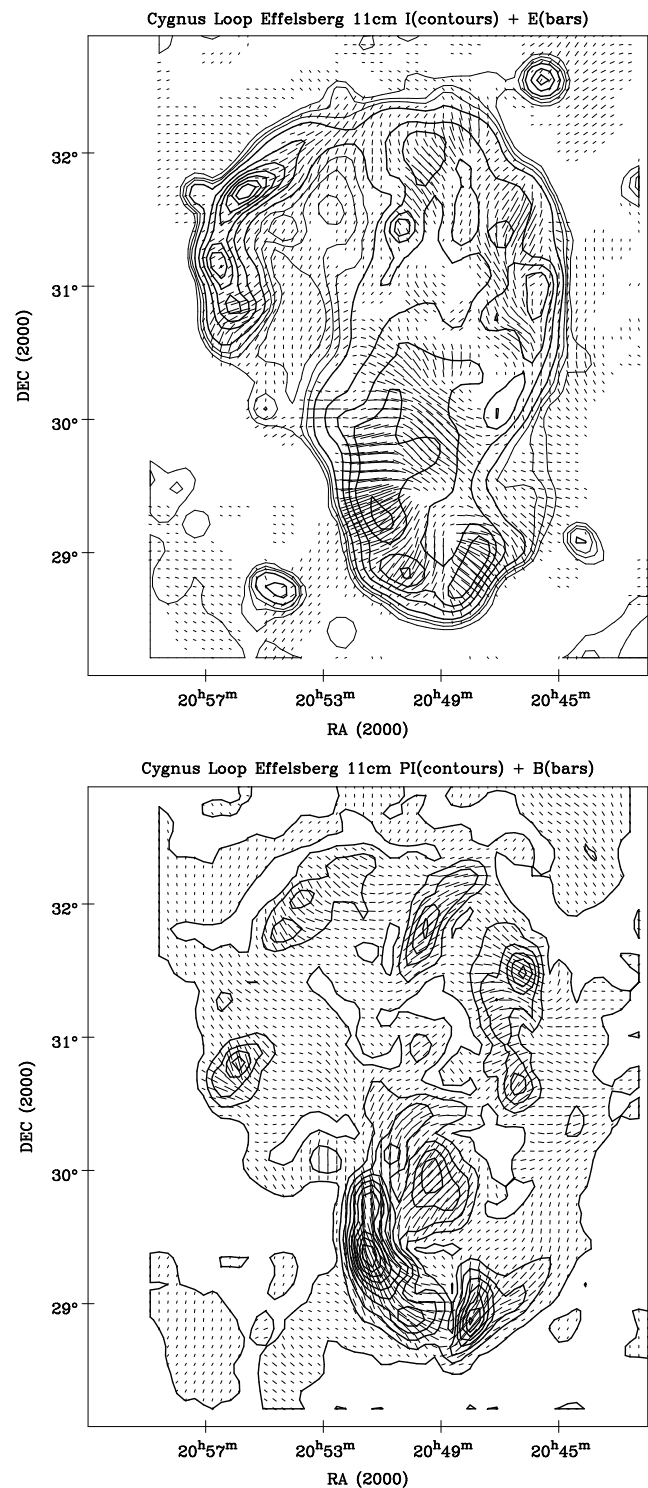 Cygnus Loop Effelsberg 11cm I(contours) + E(bars)
32°
31°
30°
29°
DEC (2000)
20ʰ57ᵐ 20ʰ53ᵐ 20ʰ49ᵐ 20ʰ45ᵐ
RA (2000)
Cygnus Loop Effelsberg 11cm PI(contours) + B(bars)
32°
31°
30°
29°
DEC (2000)
20ʰ57ᵐ 20ʰ53ᵐ 20ʰ49ᵐ 20ʰ45ᵐ
RA (2000)